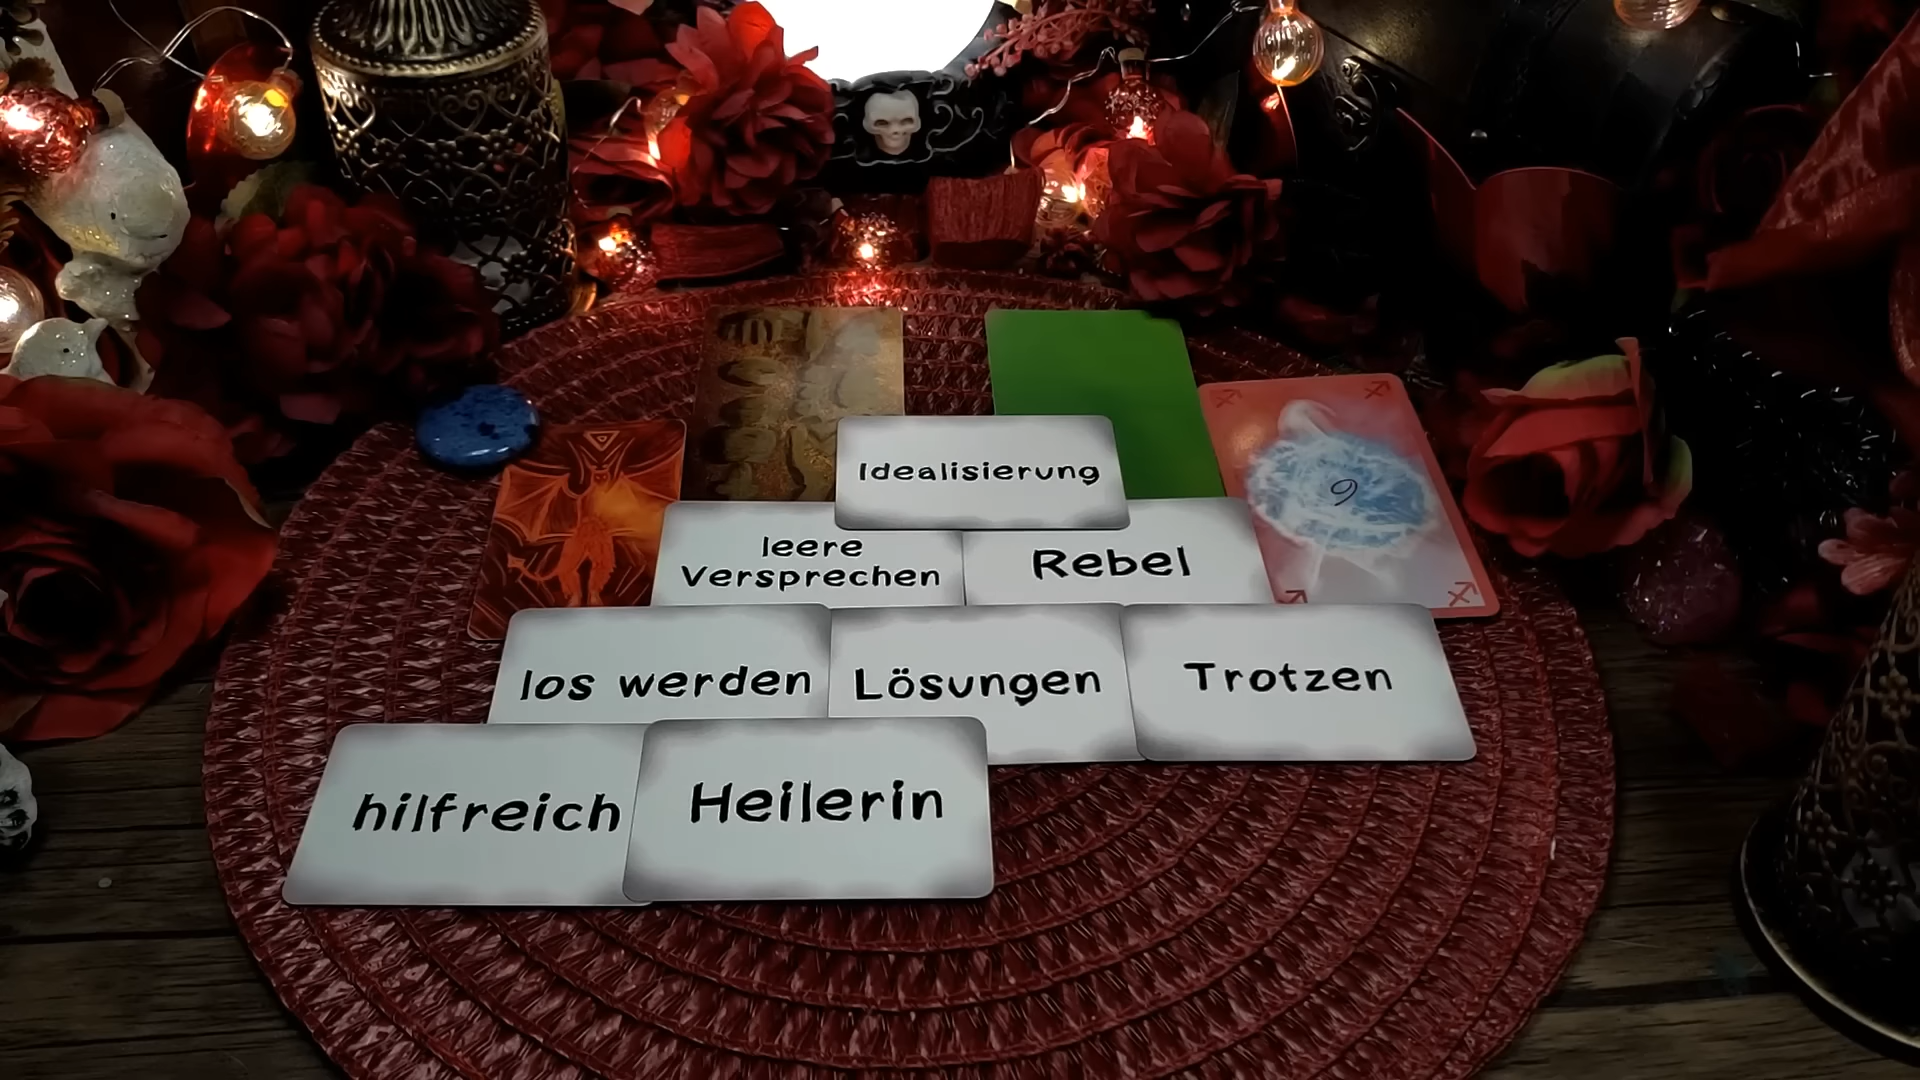 Idealisierung
9
leere
Versprechen
Rebel
los werden
Lösungen
Trotzen
hilfreich
Heilerin